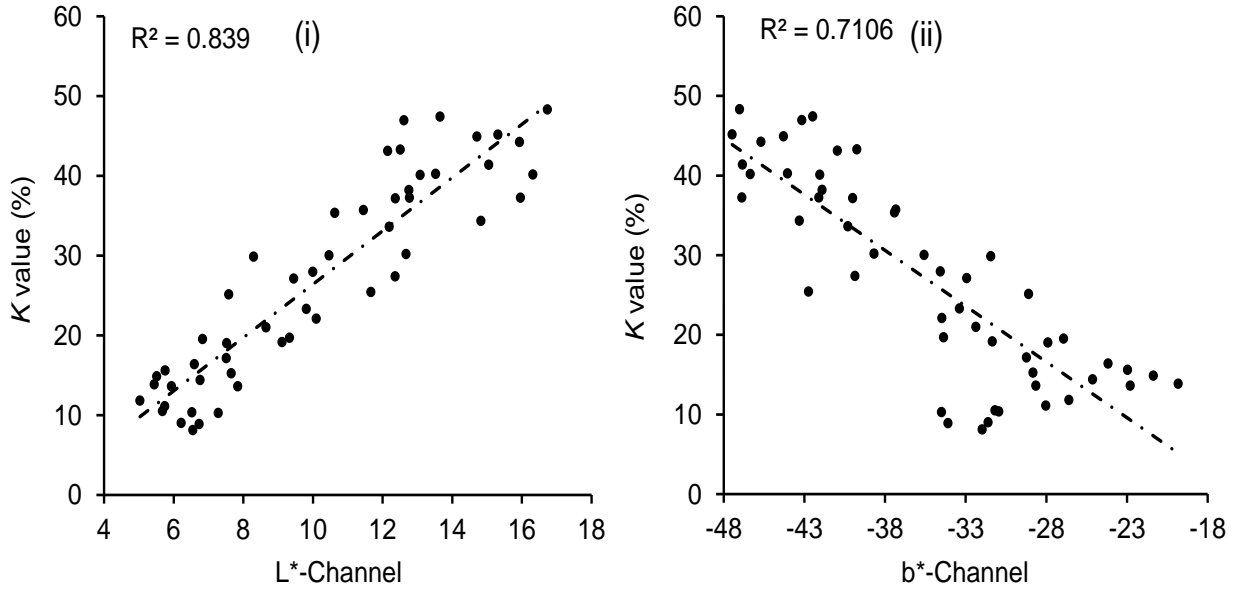 R² = 0.839
(i)
60
50
40
30
20
10
0
K value (%)
4 6 8 10 12 14 16 18
L*-Channel
R² = 0.7106
(ii)
60
50
40
30
20
10
0
K value (%)
-48 -43 -38 -33 -28 -23 -18
b*-Channel